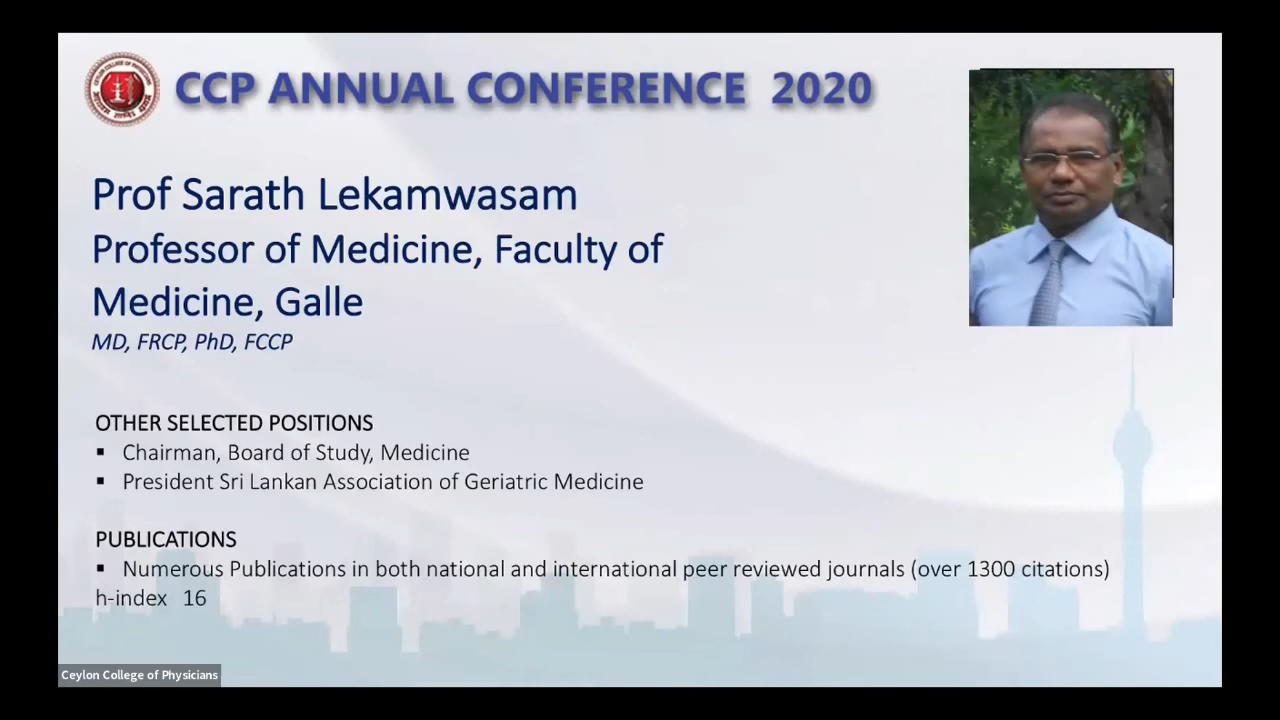 CCP ANNUAL CONFERENCE 2020
Prof Sarath Lekamwasam
Professor of Medicine, Faculty of
Medicine, Galle
MD, FRCP, PhD, FCCP
OTHER SELECTED POSITIONS
▪ Chairman, Board of Study, Medicine
▪ President Sri Lankan Association of Geriatric Medicine
PUBLICATIONS
▪ Numerous Publications in both national and international peer reviewed journals (over 1300 citations)
h-index 16
Ceylon College of Physicians